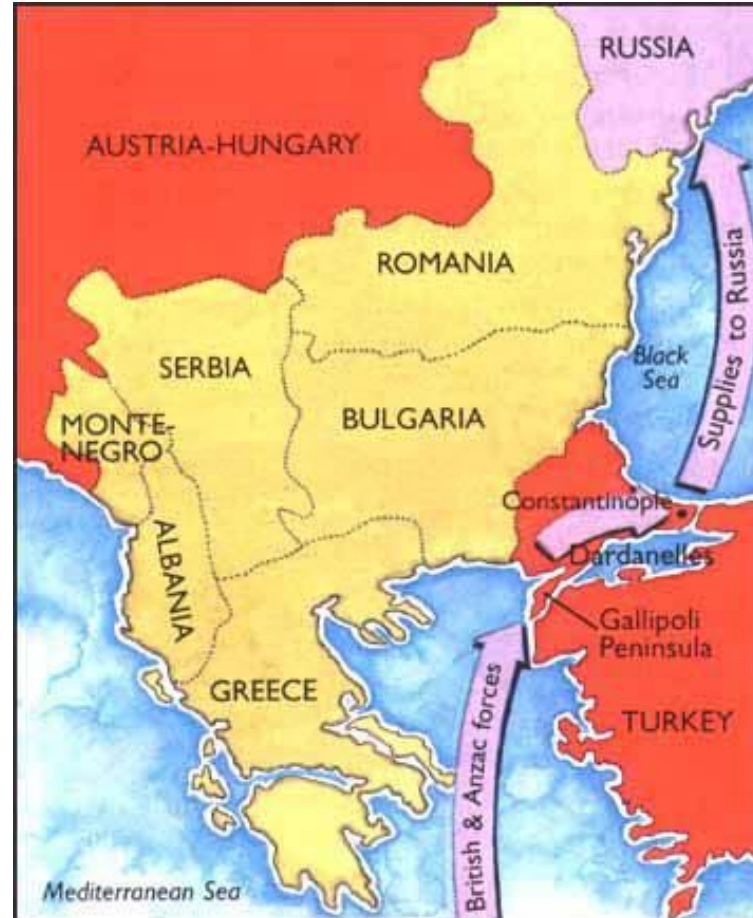 RUSSIA
AUSTRIA-HUNGARY
ROMANIA
Supplies to Russia
Black
Sea
SERBIA
BULGARIA
MONTE-
NEGRO
Constantinople
ALBANIA
Dardanelles
Gallipoli
Peninsula
GREECE
TURKEY
British & Anzac forces
Mediterranean Sea